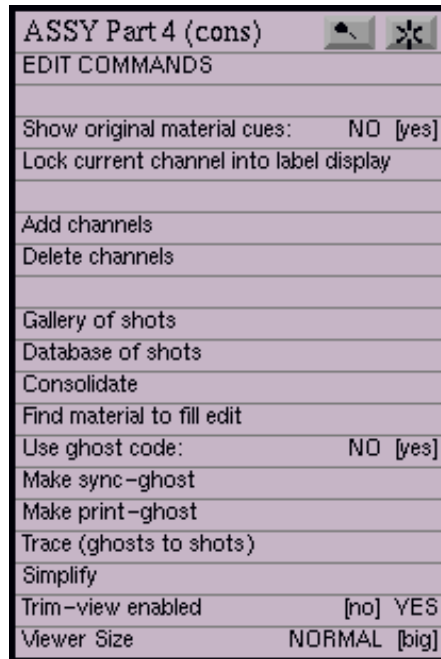 ASSY Part 4 (cons)
EDIT COMMANDS
Show original material cues: NO [yes]
Lock current channel into label display
Add channels
Delete channels
Gallery of shots
Database of shots
Consolidate
Find material to fill edit
Use ghost code: NO [yes]
Make sync-ghost
Make print-ghost
Trace (ghosts to shots)
Simplify
Trim-view enabled [no] YES
Viewer Size NORMAL [big]